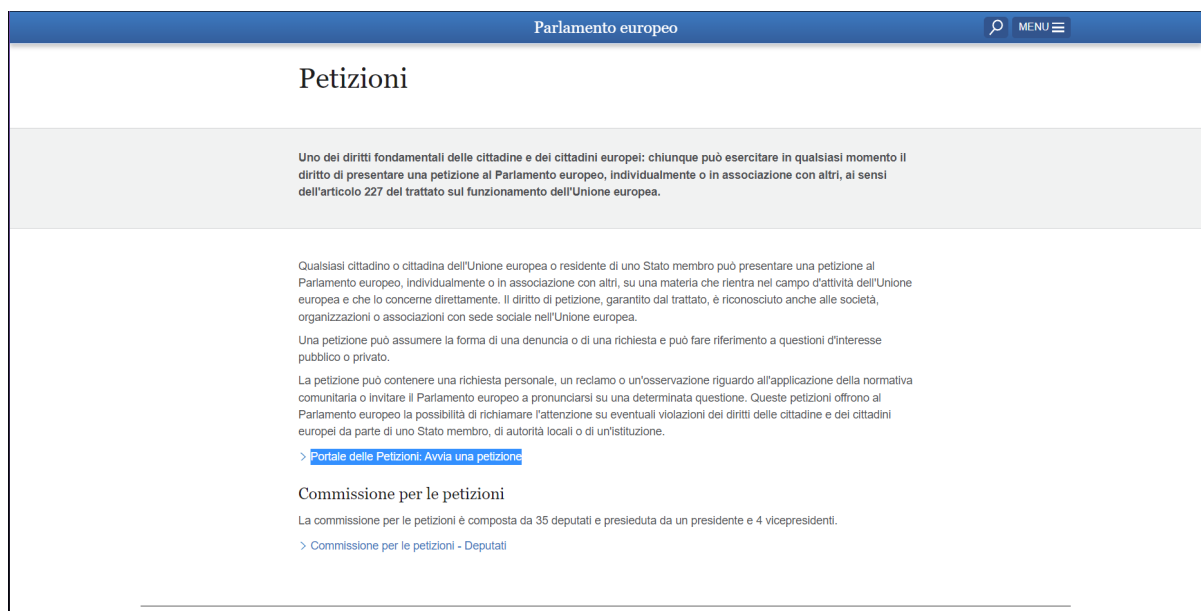 Parlamento europeo
MENU
Petizioni
Uno dei diritti fondamentali delle cittadine e dei cittadini europei: chiunque può esercitare in qualsiasi momento il
diritto di presentare una petizione al Parlamento europeo, individualmente o in associazione con altri, ai sensi
dell'articolo 227 del trattato sul funzionamento dell'Unione europea.
Qualsiasi cittadino o cittadina dell'Unione europea o residente di uno Stato membro può presentare una petizione al
Parlamento europeo, individualmente o in associazione con altri, su una materia che rientra nel campo d'attività dell'Unione
europea e che lo concerne direttamente. Il diritto di petizione, garantito dal trattato, è riconosciuto anche alle società,
organizzazioni o associazioni con sede sociale nell'Unione europea.
Una petizione può assumere la forma di una denuncia o di una richiesta e può fare riferimento a questioni d'interesse
pubblico o privato.
La petizione può contenere una richiesta personale, un reclamo o un'osservazione riguardo all'applicazione della normativa
comunitaria o invitare il Parlamento europeo a pronunciarsi su una determinata questione. Queste petizioni offrono al
Parlamento europeo la possibilità di richiamare l'attenzione su eventuali violazioni dei diritti delle cittadine e dei cittadini
europei da parte di uno Stato membro, di autorità locali o di un'istituzione.
> Portale delle Petizioni: Avvia una petizione
Commissione per le petizioni
La commissione per le petizioni è composta da 35 deputati e presieduta da un presidente e 4 vicepresidenti.
> Commissione per le petizioni - Deputati